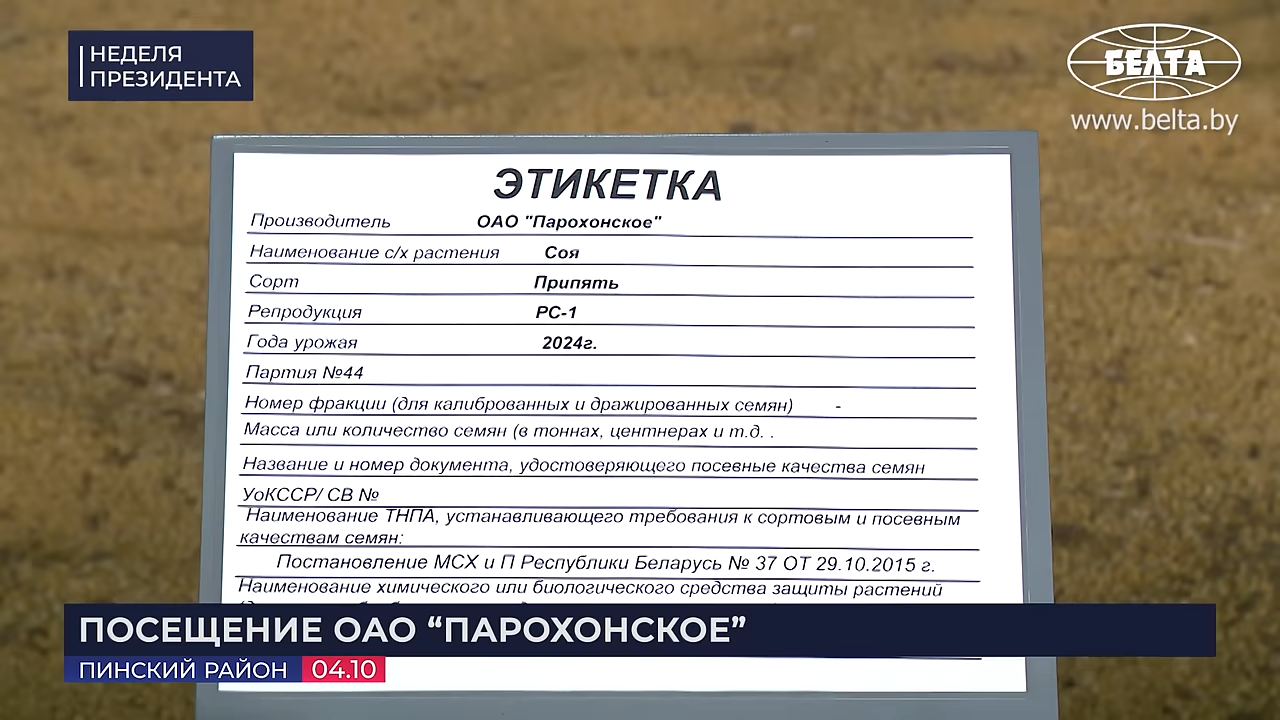 НЕДЕЛЯ
ПРЕЗИДЕНТА
БЕЛТА
www.belta.by
ЭТИКЕТКА
Производитель ОАО "Парохонское"
Наименование с/х растения Соя
Сорт Припять
Репродукция РС-1
Года урожая 2024г.
Партия №44
Номер фракции (для калиброванных и дражированных семян) -
Масса или количество семян (в тоннах, центнерах и т.д. .
Название и номер документа, удостоверяющего посевные качества семян
УоКССР/ СВ №
Наименование ТНПА, устанавливающего требования к сортовым и посевным
качествам семян:
Постановление МСХ и П Республики Беларусь № 37 ОТ 29.10.2015 г.
Наименование химического или биологического средства защиты растений
ПОСЕЩЕНИЕ ОАО “ПАРОХОНСКОЕ”
ПИНСКИЙ РАЙОН 04.10